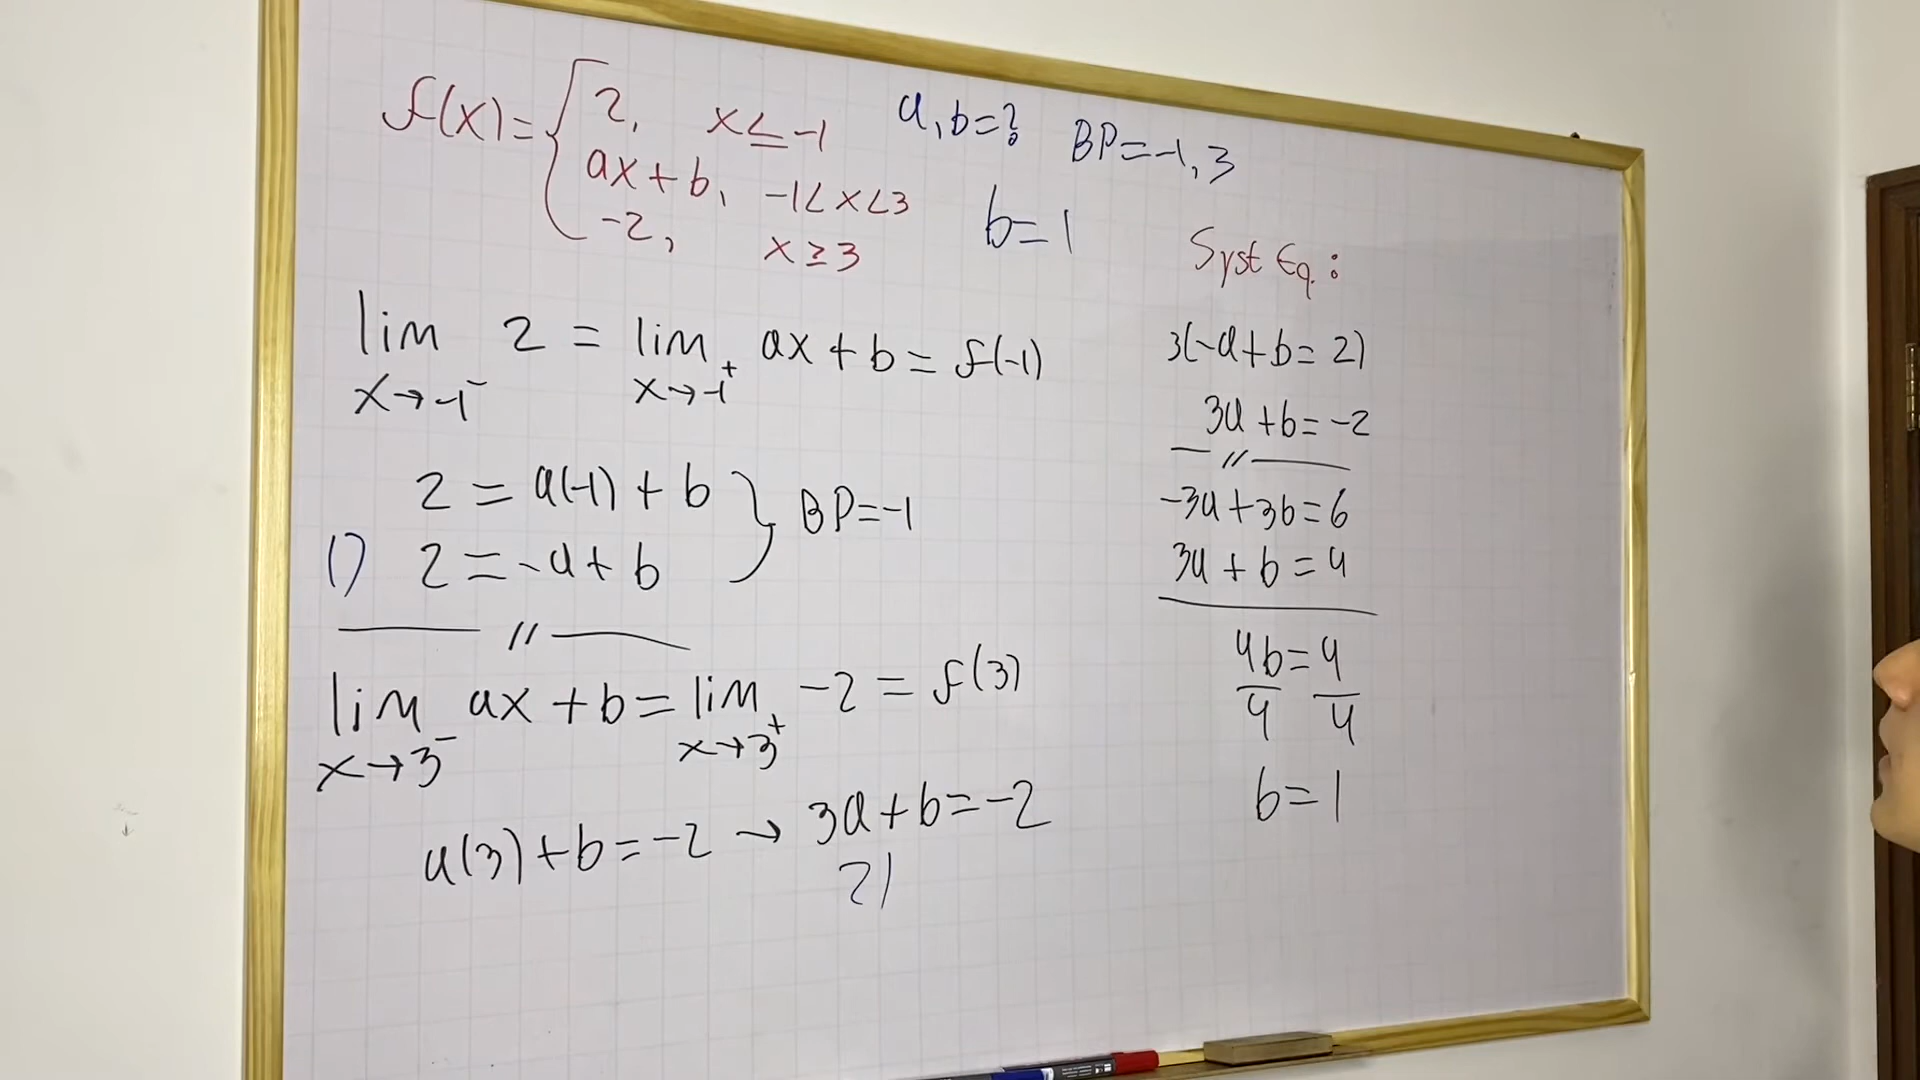 f(x)= { 2, x≤-1
ax+b, -1<x<3
-2, x≥3
a,b=?
BP=-1,3
b=1
lim 2 = lim ax+b = f(-1)
x→-1⁻ x→-1⁺
2 = a(-1)+b } BP=-1
1) 2=-a+b
—— // ——
lim ax+b = lim -2 = f(3)
x→3⁻ x→3⁺
a(3)+b=-2 → 3a+b=-2
2)
Syst Eq.:
3(-a+b=2)
3a+b=-2
— // ——
-3a+3b=6
3a+b=4
4b=4
4 4
b=1